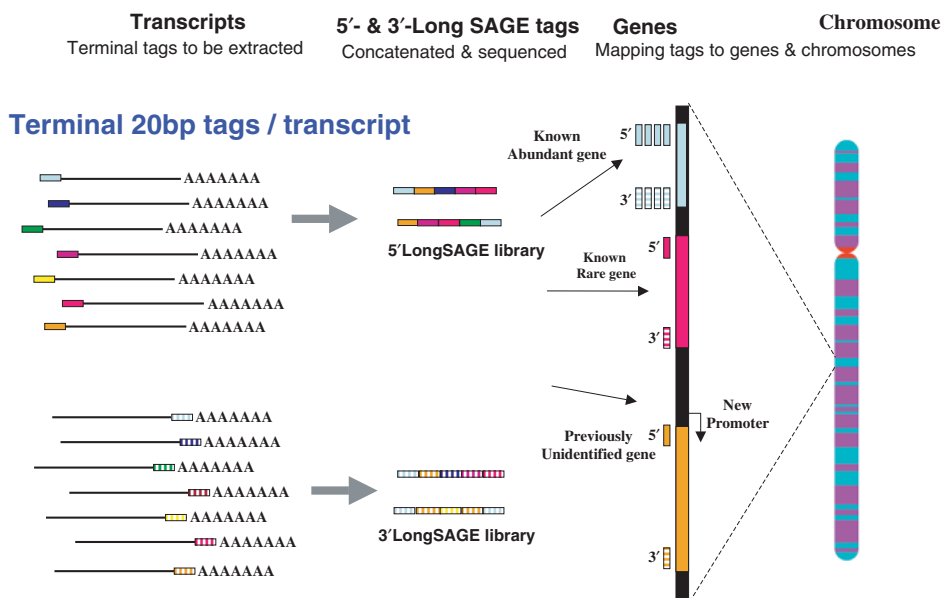 Transcripts
Terminal tags to be extracted
5′- & 3′-Long SAGE tags
Concatenated & sequenced
Genes
Mapping tags to genes & chromosomes
Chromosome
Terminal 20bp tags / transcript
AAAAAAA
AAAAAAA
AAAAAAA
AAAAAAA
AAAAAAA
AAAAAAA
AAAAAAA
5′LongSAGE library
Known
Abundant gene
5′
3′
Known
Rare gene
5′
3′
New
Promoter
Previously
Unidentified gene
5′
3′
AAAAAAA
AAAAAAA
AAAAAAA
AAAAAAA
AAAAAAA
AAAAAAA
AAAAAAA
3′LongSAGE library